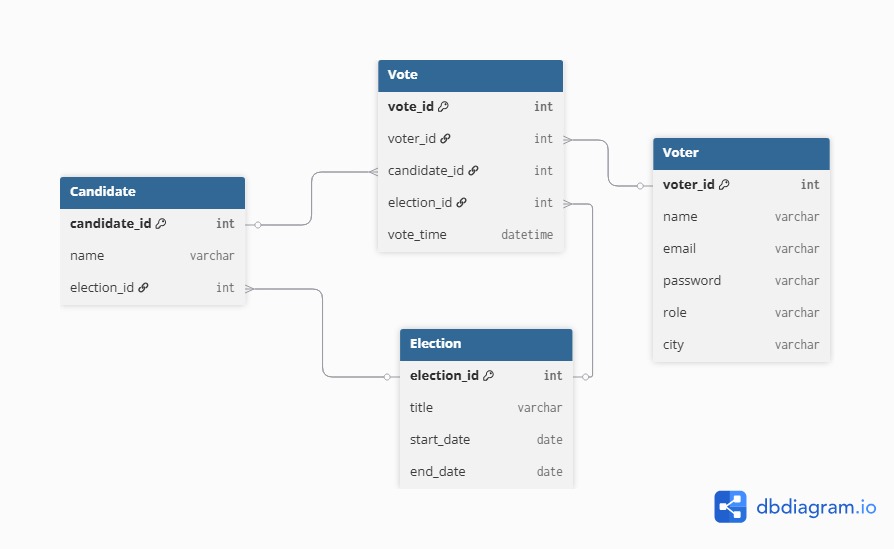 Vote
vote_id int
voter_id int
candidate_id int
election_id int
vote_time datetime
Voter
voter_id int
name varchar
email varchar
password varchar
role varchar
city varchar
Candidate
candidate_id int
name varchar
election_id int
Election
election_id int
title varchar
start_date date
end_date date
dbdiagram.io